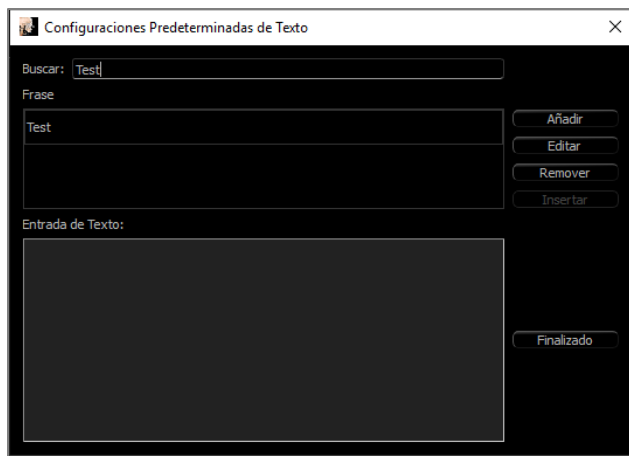 Configuraciones Predeterminadas de Texto
Buscar: Test
Frase
Test
Añadir
Editar
Remover
Insertar
Entrada de Texto:
Finalizado